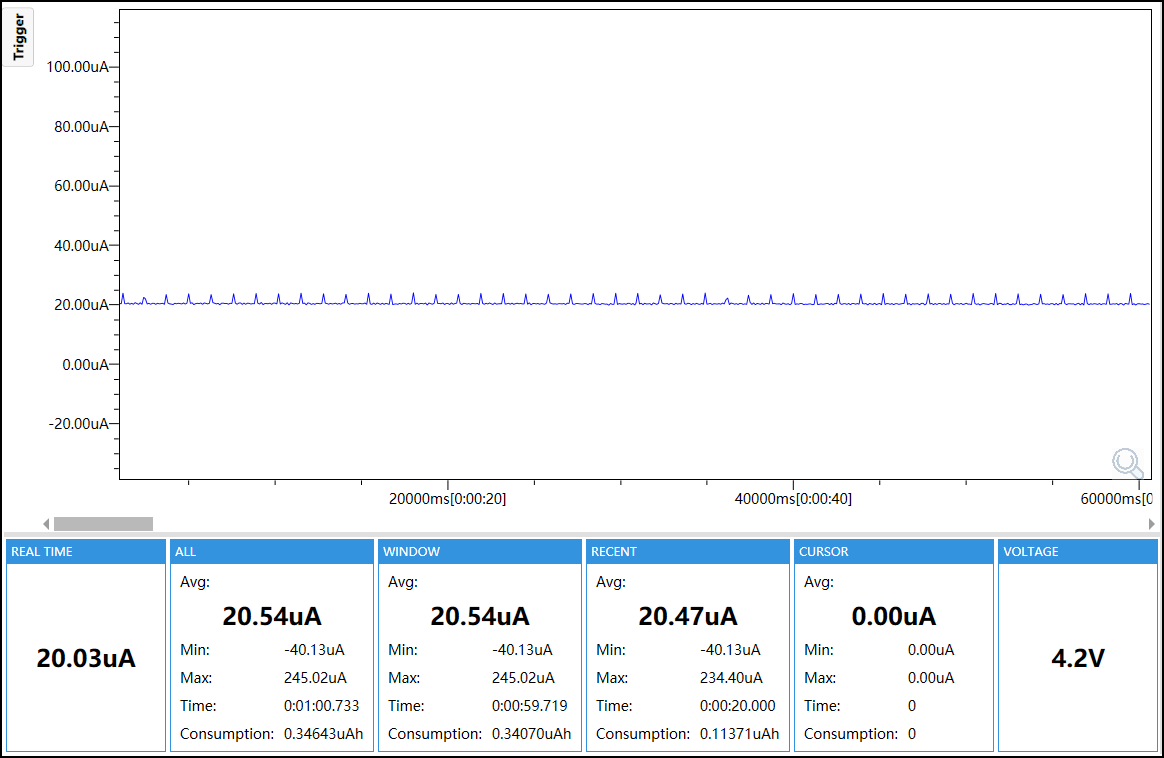 Trigger
100.00uA
80.00uA
60.00uA
40.00uA
20.00uA
0.00uA
-20.00uA
20000ms[0:00:20] 40000ms[0:00:40] 60000ms[0
REAL TIME ALL WINDOW RECENT CURSOR VOLTAGE
Avg: Avg: Avg: Avg:
20.54uA 20.54uA 20.47uA 0.00uA
Min: -40.13uA Min: -40.13uA Min: -40.13uA Min: 0.00uA
20.03uA 4.2V
Max: 245.02uA Max: 245.02uA Max: 234.40uA Max: 0.00uA
Time: 0:01:00.733 Time: 0:00:59.719 Time: 0:00:20.000 Time: 0
Consumption: 0.34643uAh Consumption: 0.34070uAh Consumption: 0.11371uAh Consumption: 0